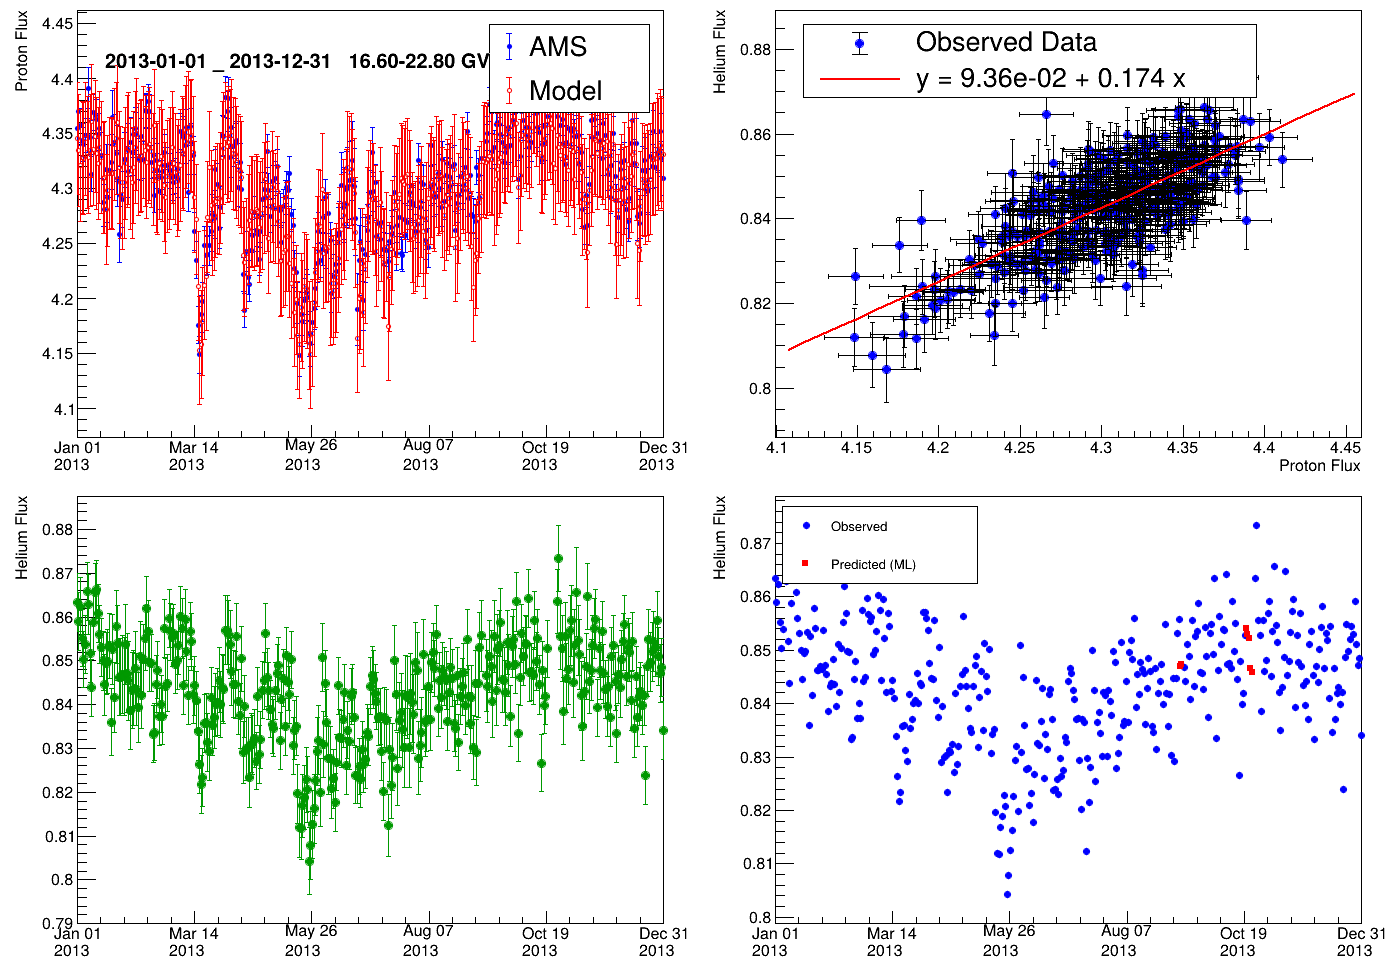 Proton Flux
4.45
4.4
4.35
4.3
4.25
4.2
4.15
4.1
2013-01-01 _ 2013-12-31 16.60-22.80 GV
AMS
Model
Jan 01 Mar 14 May 26 Aug 07 Oct 19 Dec 31
2013 2013 2013 2013 2013 2013
Helium Flux
0.88
0.86
0.84
0.82
0.8
Observed Data
y = 9.36e-02 + 0.174 x
4.1 4.15 4.2 4.25 4.3 4.35 4.4 4.45
Proton Flux
Helium Flux
0.88
0.87
0.86
0.85
0.84
0.83
0.82
0.81
0.8
0.79
Jan 01 Mar 14 May 26 Aug 07 Oct 19 Dec 31
2013 2013 2013 2013 2013 2013
Helium Flux
0.87
0.86
0.85
0.84
0.83
0.82
0.81
0.8
Observed
Predicted (ML)
Jan 01 Mar 14 May 26 Aug 07 Oct 19 Dec 31
2013 2013 2013 2013 2013 2013